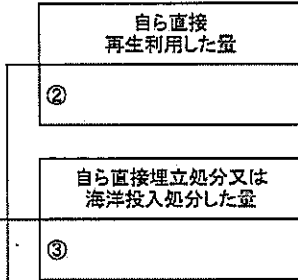 自ら直接
再生利用した量
②
自ら直接埋立処分又は
海洋投入処分した量
③